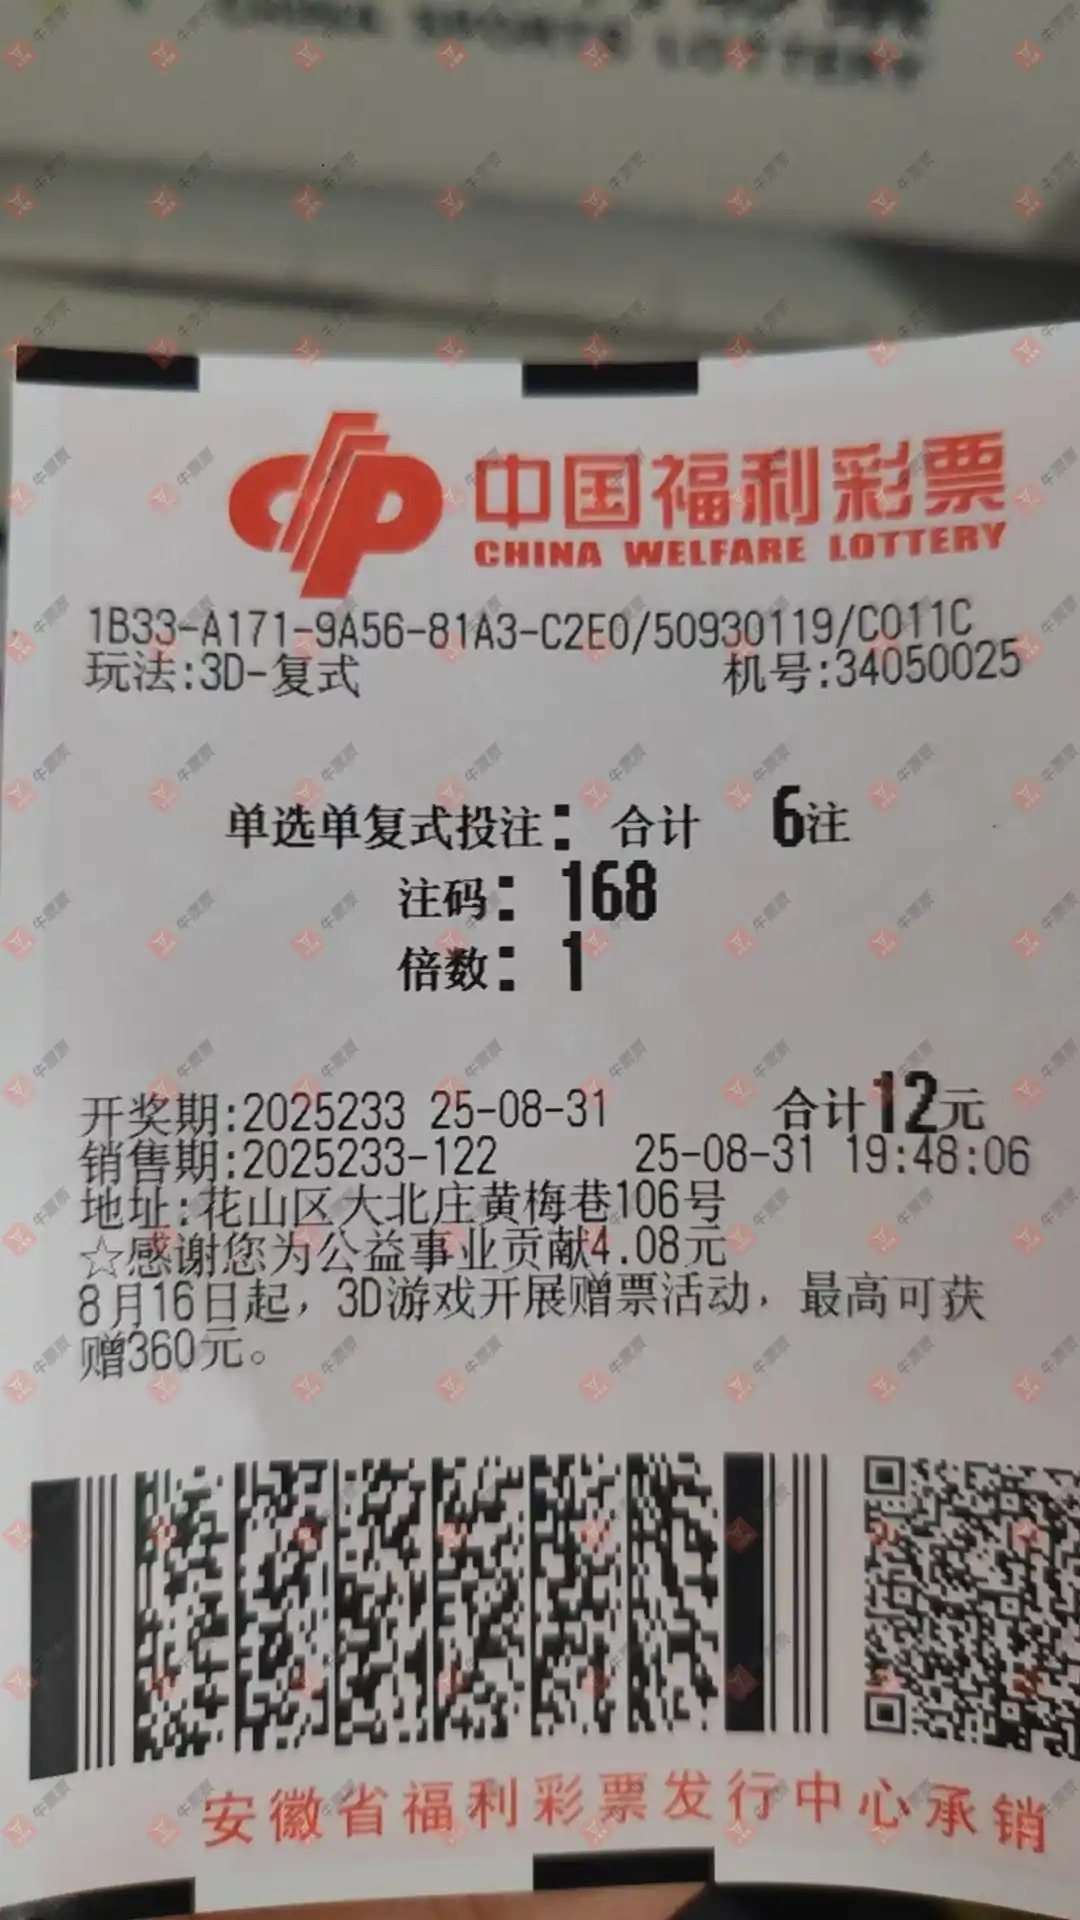 CHINA SPORTS LOTTERY
中国福利彩票
CHINA WELFARE LOTTERY
1B33-A171-9A56-81A3-C2E0/50930119/C011C
玩法:3D-复式 机号:34050025
单选单复式投注: 合计 6注
注码: 168
倍数: 1
开奖期:2025233 25-08-31 合计12元
销售期:2025233-122 25-08-31 19:48:06
地址:花山区大北庄黄梅巷106号
☆感谢您为公益事业贡献4.08元
8月16日起，3D游戏开展赠票活动，最高可获
赠360元。
安徽省福利彩票发行中心承销